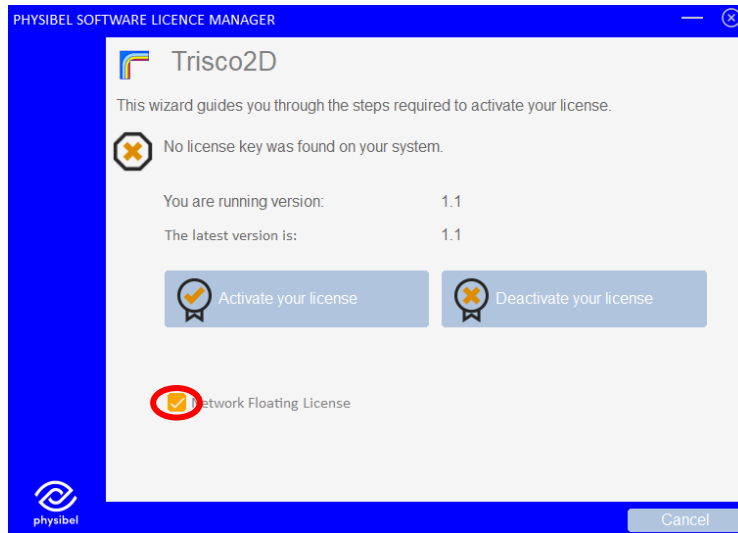 PHYSIBEL SOFTWARE LICENCE MANAGER
Trisco2D
This wizard guides you through the steps required to activate your license.
No license key was found on your system.
You are running version: 1.1
The latest version is: 1.1
Activate your license Deactivate your license
Network Floating License
physibel
Cancel